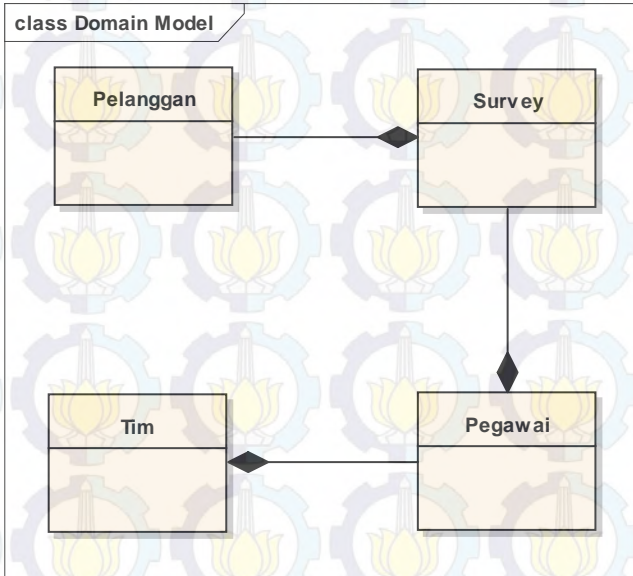 class Domain Model
Pelanggan
Survey
Tim
Pegawai